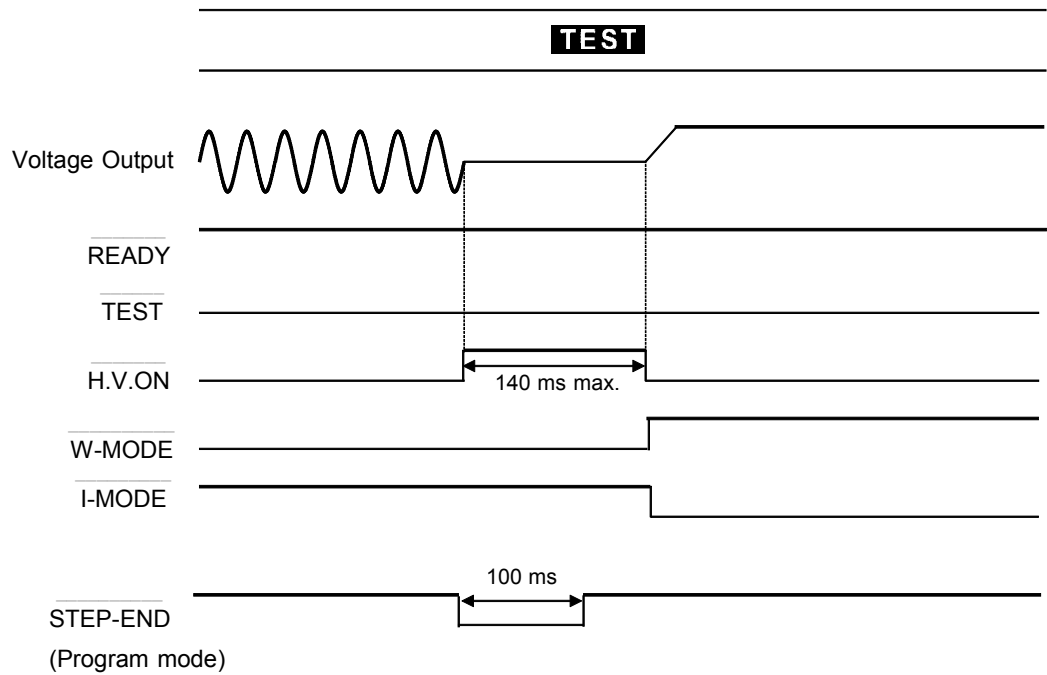 TEST
Voltage Output
READY
TEST
H.V.ON
140 ms max.
W-MODE
I-MODE
100 ms
STEP-END
(Program mode)